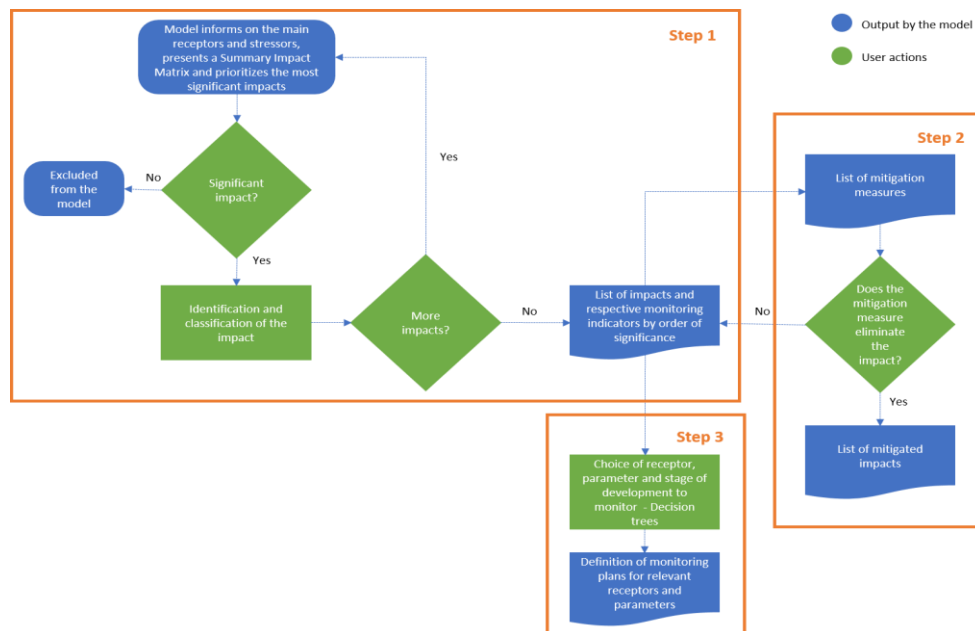 Model informs on the main
receptors and stressors,
presents a Summary Impact
Matrix and prioritizes the most
significant impacts
Step 1
Output by the model
User actions
Step 2
Yes
Excluded
from the
model
No
Significant
impact?
List of mitigation
measures
Yes
Identification and
classification of the
impact
More
impacts?
No
List of impacts and
respective monitoring
indicators by order of
significance
No
Does the
mitigation
measure
eliminate
the
impact?
Yes
List of mitigated
impacts
Step 3
Choice of receptor,
parameter and stage of
development to
monitor - Decision
trees
Definition of monitoring
plans for relevant
receptors and
parameters